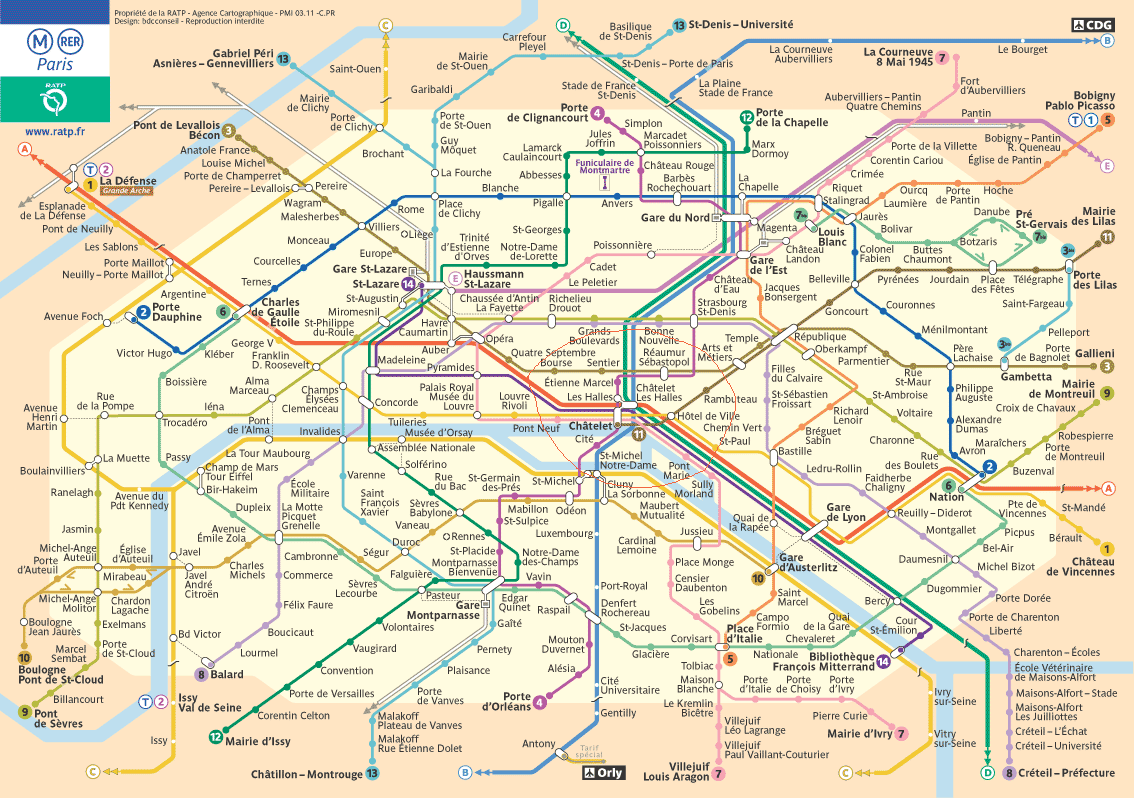 Propriété de la RATP - Agence Cartographique - PMI 03.11 -C.PR
Design: bdcconseil - Reproduction interdite
M RER
Paris
RATP
www.ratp.fr
C
D
Basilique
de St-Denis
13 St-Denis – Université
CDG
B
Carrefour
Pleyel
Mairie
de St-Ouen
St-Denis – Porte de Paris
La Courneuve
Aubervilliers
La Courneuve 7
8 Mai 1945
Le Bourget
Gabriel Péri 13
Asnières – Gennevilliers
Saint-Ouen
Garibaldi
Stade de France
St-Denis
La Plaine
Stade de France
Fort
d'Aubervilliers
Mairie
de Clichy
Porte
de Clichy
Porte
de St-Ouen
Porte 4
de Clignancourt
Simplon
12 Porte
de la Chapelle
Aubervilliers – Pantin
Quatre Chemins
Pantin
Bobigny
Pablo Picasso
T 1 5
Pont de Levallois 3
Bécon
Anatole France
Louise Michel
Porte de Champerret
Pereire – Levallois
Pereire
Brochant
Guy
Môquet
La Fourche
Jules
Joffrin
Lamarck
Caulaincourt
Abbesses
Funiculaire de
Montmartre
Marcadet
Poissonniers
Château Rouge
Barbès
Rochechouart
Marx
Dormoy
La
Chapelle
Porte de la Villette
Corentin Cariou
Crimée
Riquet
Stalingrad
Bobigny – Pantin
R. Queneau
Église de Pantin
E
Ourcq
Porte
de Pantin
Hoche
Laumière
A
T 2
1 La Défense
Grande Arche
Esplanade
de La Défense
Pont de Neuilly
Les Sablons
Porte Maillot
Neuilly – Porte Maillot
Argentine
Wagram
Malesherbes
Monceau
Courcelles
Ternes
Villiers
Rome
Place
de Clichy
Blanche
Pigalle
Anvers
Liège
Europe
Gare St-Lazare
St-Lazare 14
St-Augustin
Miromesnil
St-Philippe
du-Roule
Trinité
d'Estienne
d'Orves
St-Georges
Notre-Dame-
de-Lorette
E Haussmann
St-Lazare
Chaussée d'Antin
La Fayette
Havre
Caumartin
Auber
Opéra
Gare du Nord
Magenta
Poissonnière
Cadet
Le Peletier
Richelieu
Drouot
Gare
de l'Est
Château
Landon
7bis
Louis
Blanc
Jaurès
Bolivar
Colonel
Fabien
Belleville
Danube
Botzaris
Buttes
Chaumont
Pré
St-Gervais
7bis
Mairie
des Lilas
11
3bis
Porte
des Lilas
Pyrénées
Jourdain
Place
des Fêtes
Télégraphe
Saint-Fargeau
Pelleport
3bis
Gambetta
Porte
de Bagnolet
Gallieni
3
Avenue Foch
2 Porte
Dauphine
Victor Hugo
6
Charles
de Gaulle
Étoile
Kléber
George V
Franklin
D. Roosevelt
Boissière
Alma
Marceau
Champs
Élysées
Clemenceau
Madeleine
Pyramides
Concorde
Palais Royal
Musée du
Louvre
Tuileries
Louvre
Rivoli
Pont Neuf
Quatre Septembre
Bourse
Sentier
Grands
Boulevards
Bonne
Nouvelle
Réaumur
Sébastopol
Étienne Marcel
Les Halles
Châtelet
Les Halles
Châtelet
11
Cité
Château
d'Eau
Strasbourg
St-Denis
Jacques
Bonsergent
Arts et
Métiers
Temple
République
Oberkampf
Parmentier
Goncourt
Couronnes
Ménilmontant
Père
Lachaise
Rue
St-Maur
Philippe
Auguste
Alexandre
Dumas
Avron
Mairie
de Montreuil
9
Croix de Chavaux
Robespierre
Porte
de Montreuil
Maraîchers
Buzenval
Rambuteau
Hôtel de Ville
Filles
du Calvaire
St-Sébastien
Froissart
Chemin Vert
St-Paul
Richard
Lenoir
Bréguet
Sabin
Bastille
St-Ambroise
Voltaire
Charonne
Rue
des Boulets
Ledru-Rollin
Faidherbe
Chaligny
2
6
Nation
A
Avenue
Henri
Martin
Rue
de la Pompe
Iéna
Trocadéro
Pont
de l'Alma
Invalides
Musée d'Orsay
Assemblée Nationale
Solférino
Boulainvilliers
La Muette
Passy
La Tour Maubourg
Champ de Mars
Tour Eiffel
Bir-Hakeim
Varenne
École
Militaire
Rue
du Bac
St-Germain
des-Prés
St-Michel
St-Michel
Notre-Dame
Cluny
La Sorbonne
Pont
Marie
Sully
Morland
Ranelagh
Avenue du
Pdt Kennedy
Dupleix
La Motte
Picquet
Grenelle
Saint
François
Xavier
Sèvres
Babylone
Vaneau
Mabillon
St-Sulpice
Odéon
Maubert
Mutualité
Cardinal
Lemoine
Jussieu
Quai de
la Rapée
Gare
de Lyon
Reuilly – Diderot
Montgallet
Pte de
Vincennes
St-Mandé
Picpus
Bérault
1
Château
de Vincennes
Jasmin
Michel-Ange
Auteuil
Porte
d'Auteuil
Église
d'Auteuil
Mirabeau
Javel
Javel
André
Citroën
Avenue
Émile Zola
Charles
Michels
Cambronne
Ségur
Duroc
Rennes
St-Placide
Montparnasse
Bienvenüe
Luxembourg
Notre-Dame
des-Champs
Place Monge
Censier
Daubenton
Gare
d'Austerlitz
10
Daumesnil
Bel-Air
Michel Bizot
Michel-Ange
Molitor
Chardon
Lagache
Exelmans
Commerce
Félix Faure
Sèvres
Lecourbe
Falguière
Pasteur
Gare
Montparnasse
Edgar
Quinet
Vavin
Raspail
Port-Royal
Denfert
Rochereau
Les
Gobelins
Saint
Marcel
Campo
Formio
Bercy
Dugommier
Porte Dorée
Boulogne
Jean Jaurès
10
Boulogne
Pont de St-Cloud
Porte
de St-Cloud
Marcel
Sembat
Billancourt
9 Pont
de Sèvres
Bd Victor
8 Balard
Lourmel
Boucicaut
Volontaires
Vaugirard
Convention
Porte de Versailles
Corentin Celton
12 Mairie d'Issy
Gaîté
Pernety
Plaisance
Porte
de Vanves
Malakoff
Plateau de Vanves
Malakoff
Rue Étienne Dolet
Châtillon – Montrouge 13
Mouton
Duvernet
Alésia
Porte 4
d'Orléans
St-Jacques
Glacière
Corvisart
Place
d'Italie
5
Nationale
Chevaleret
Quai
de la Gare
Cour
St-Émilion
Bibliothèque 14
François Mitterrand
Porte de Charenton
Liberté
Charenton – Écoles
École Vétérinaire
de Maisons-Alfort
Maisons-Alfort – Stade
Maisons-Alfort
Les Juilliottes
Créteil – L'Échat
Créteil – Université
8 Créteil – Préfecture
T 2
Issy
Val de Seine
Issy
C
Cité
Universitaire
Gentilly
Antony
B
Tarif
spécial
Orly
Tolbiac
Maison
Blanche
Le Kremlin
Bicêtre
Villejuif
Léo Lagrange
Villejuif
Paul Vaillant-Couturier
Villejuif
Louis Aragon 7
Porte
d'Italie
Porte
de Choisy
Porte
d'Ivry
Pierre Curie
Mairie d'Ivry 7
Ivry
sur-Seine
Vitry
sur-Seine
C
D